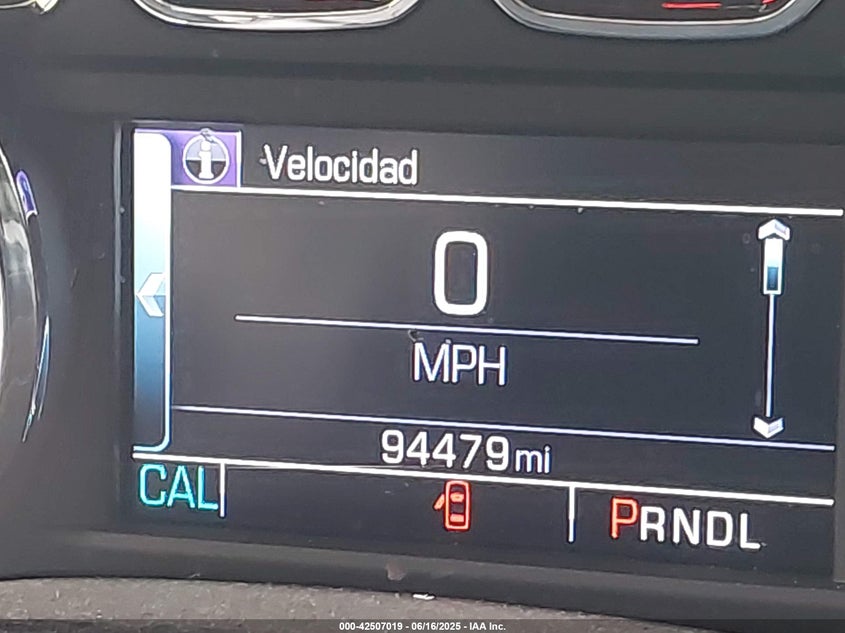 Velocidad
0
MPH
94479 mi
CAL
PRNDL
000-42507019 - 06/16/2025 - IAA Inc.